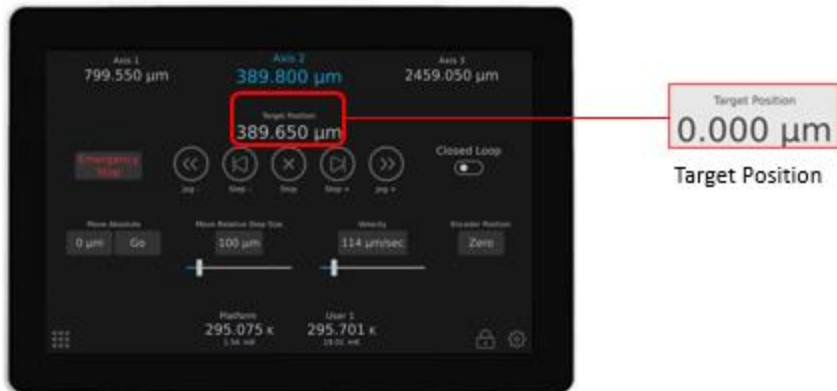 Axis 1
799.550 µm
Axis 2
389.800 µm
Axis 3
2459.050 µm
Target Position
389.650 µm
Target Position
0.000 µm
Target Position
Emergency
Stop
Closed Loop
Jog -
Step -
Stop
Step +
Jog +
Move Absolute
Move Relative Step Size
Velocity
Encoder Position
0 µm
Go
100 µm
114 µm/sec
Zero
Platform
295.075 K
User 1
295.701 K